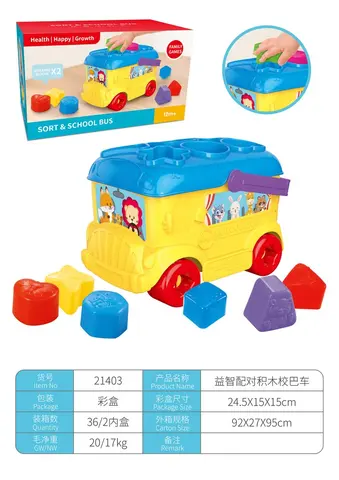 Health | Happy | Growth
FAMILY GAMES
X2
SORT & SCHOOL BUS
18m+
货号 Item No 21403 产品名称 Product Name 益智配对积木校巴车
包装 Package 彩盒 彩盒尺寸 Package Size 24.5X15X15cm
装箱数 Quantity 36/2内盒 外箱规格 Carton Size 92X27X95cm
毛净重 GW/NW 20/17kg 备注 Remark